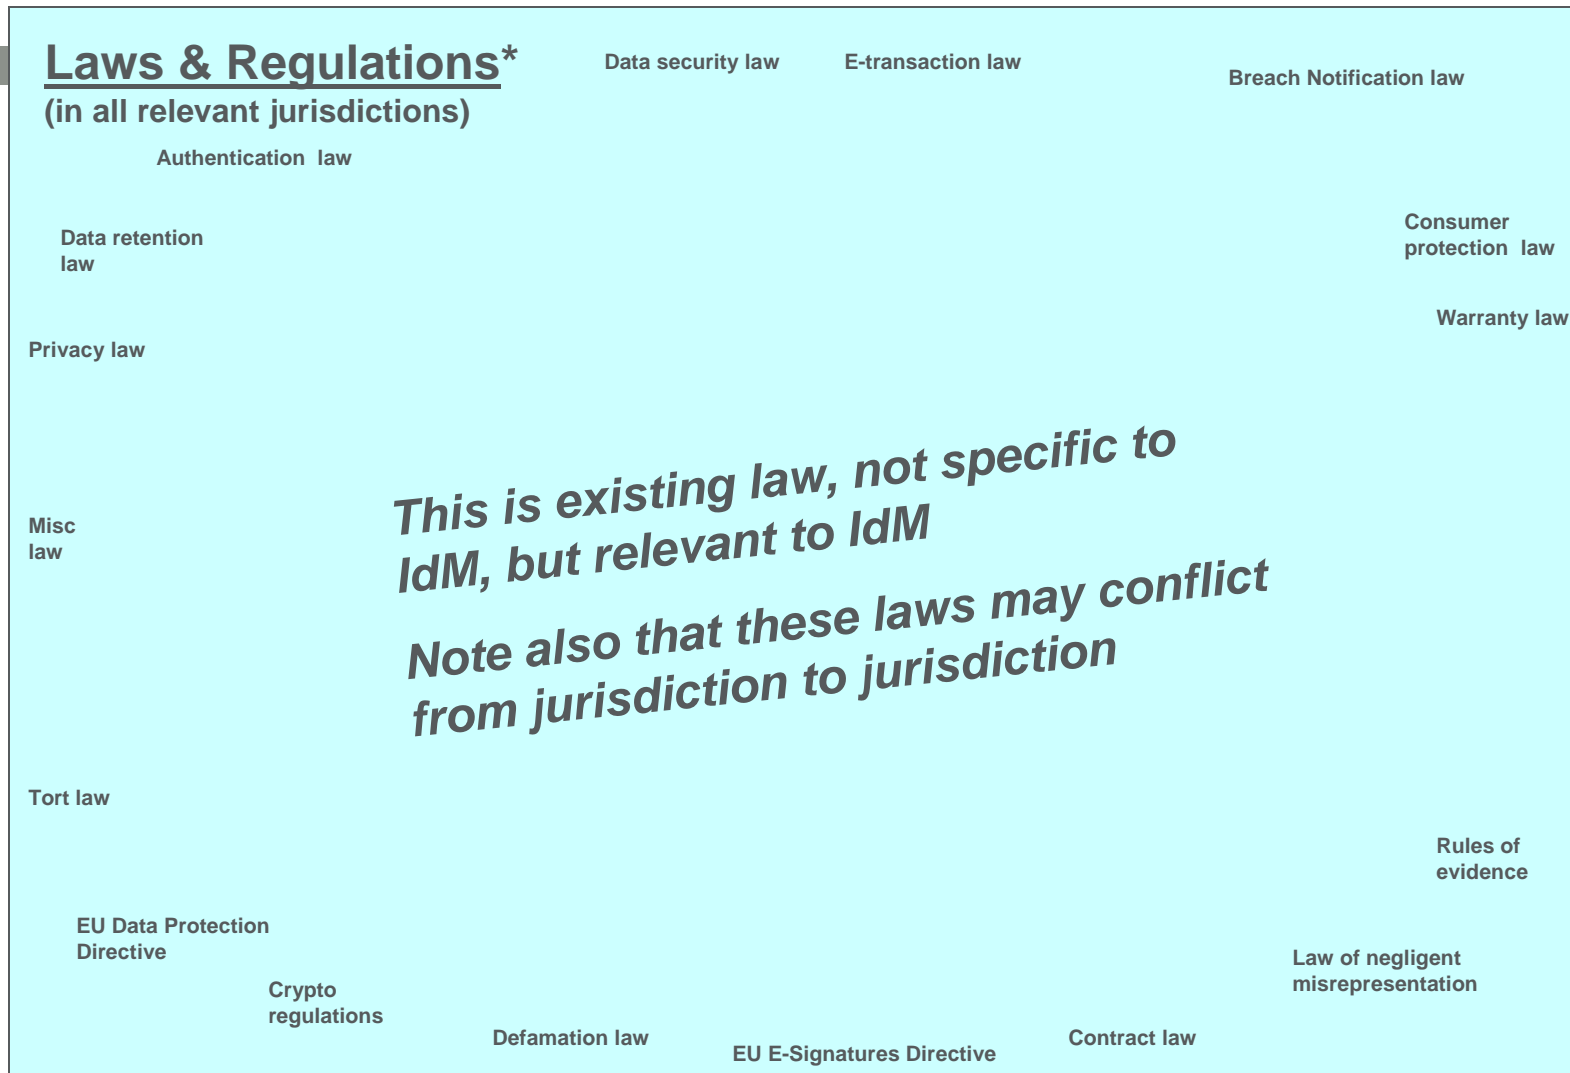 Laws & Regulations*
(in all relevant jurisdictions)
Data security law
E-transaction law
Breach Notification law
Authentication law
Data retention
law
Consumer
protection law
Warranty law
Privacy law
This is existing law, not specific to
IdM, but relevant to IdM
Misc
law
Note also that these laws may conflict
from jurisdiction to jurisdiction
Tort law
Rules of
evidence
EU Data Protection
Directive
Law of negligent
misrepresentation
Crypto
regulations
Defamation law
EU E-Signatures Directive
Contract law